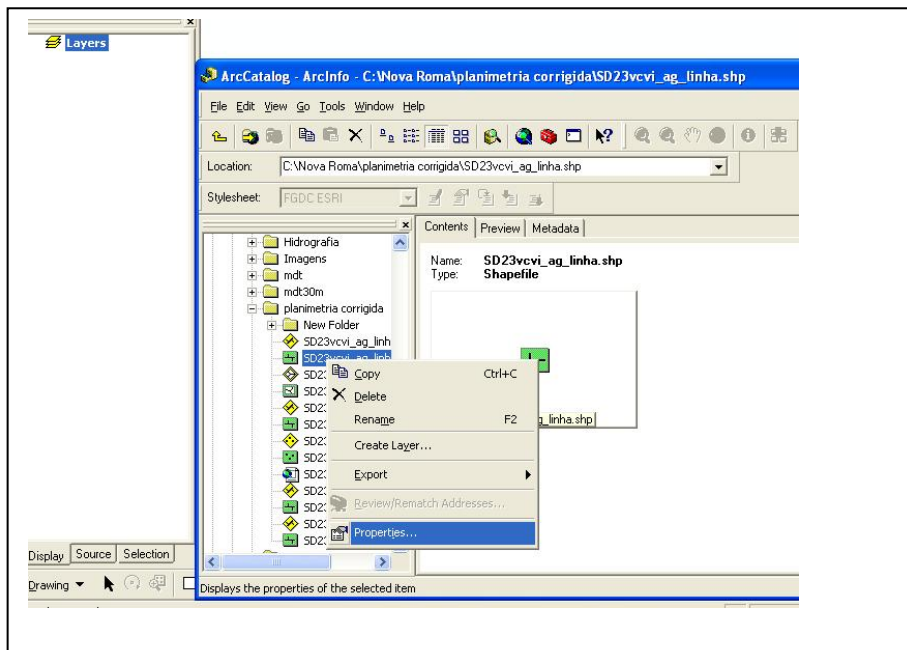 Layers
ArcCatalog - ArcInfo - C:\Nova Roma\planimetria corrigida\SD23vcvi_ag_linha.shp
File Edit View Go Tools Window Help
Location: C:\Nova Roma\planimetria corrigida\SD23vcvi_ag_linha.shp
Stylesheet: FGDC ESRI
Contents Preview Metadata
Hidrografia
Imagens
mdt
mdt30m
planimetria corrigida
New Folder
SD23vcvi_ag_linh
SD23vcvi_ag_linh
SD23
SD23
SD23
SD23
SD23
SD23
SD23
SD23
SD23
SD23
SD23
Name: SD23vcvi_ag_linha.shp
Type: Shapefile
g_linha.shp
Copy Ctrl+C
Delete
Rename F2
Create Layer...
Export
Review/Rematch Addresses...
Properties...
Display Source Selection
Drawing
Displays the properties of the selected item